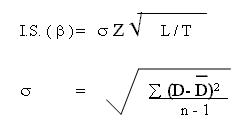 I.S. ( β ) = σ Z √ L / T
σ = √ ∑ (D- D̅)²
n - 1